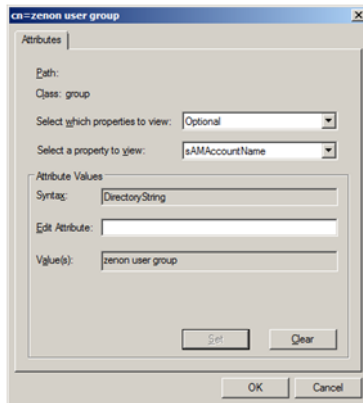 cn=zenon user group
Attributes
Path:
Class: group
Select which properties to view: Optional
Select a property to view: sAMAccountName
Attribute Values
Syntax: DirectoryString
Edit Attribute:
Value(s): zenon user group
Set Clear
OK Cancel